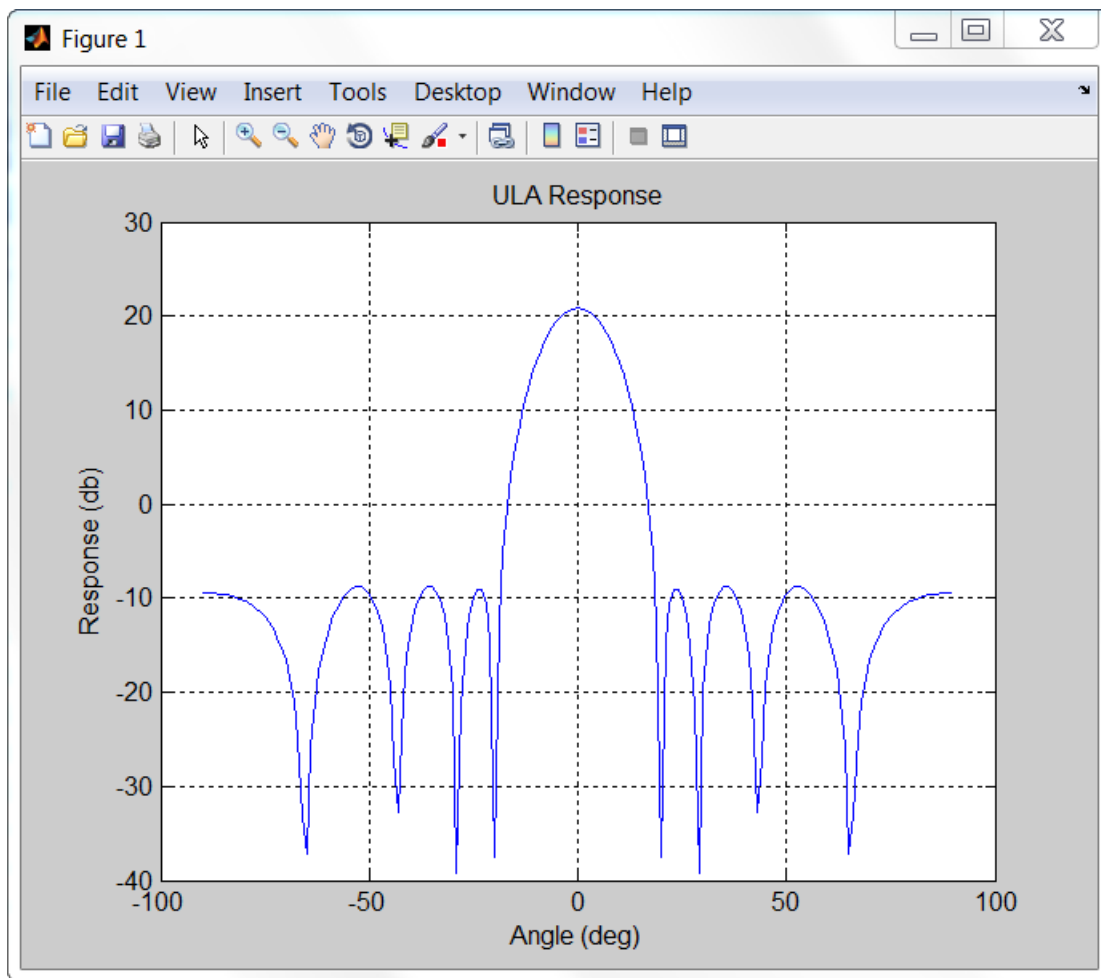 Figure 1
File Edit View Insert Tools Desktop Window Help
ULA Response
30
20
10
0
-10
-20
-30
-40
Response (db)
-100 -50 0 50 100
Angle (deg)